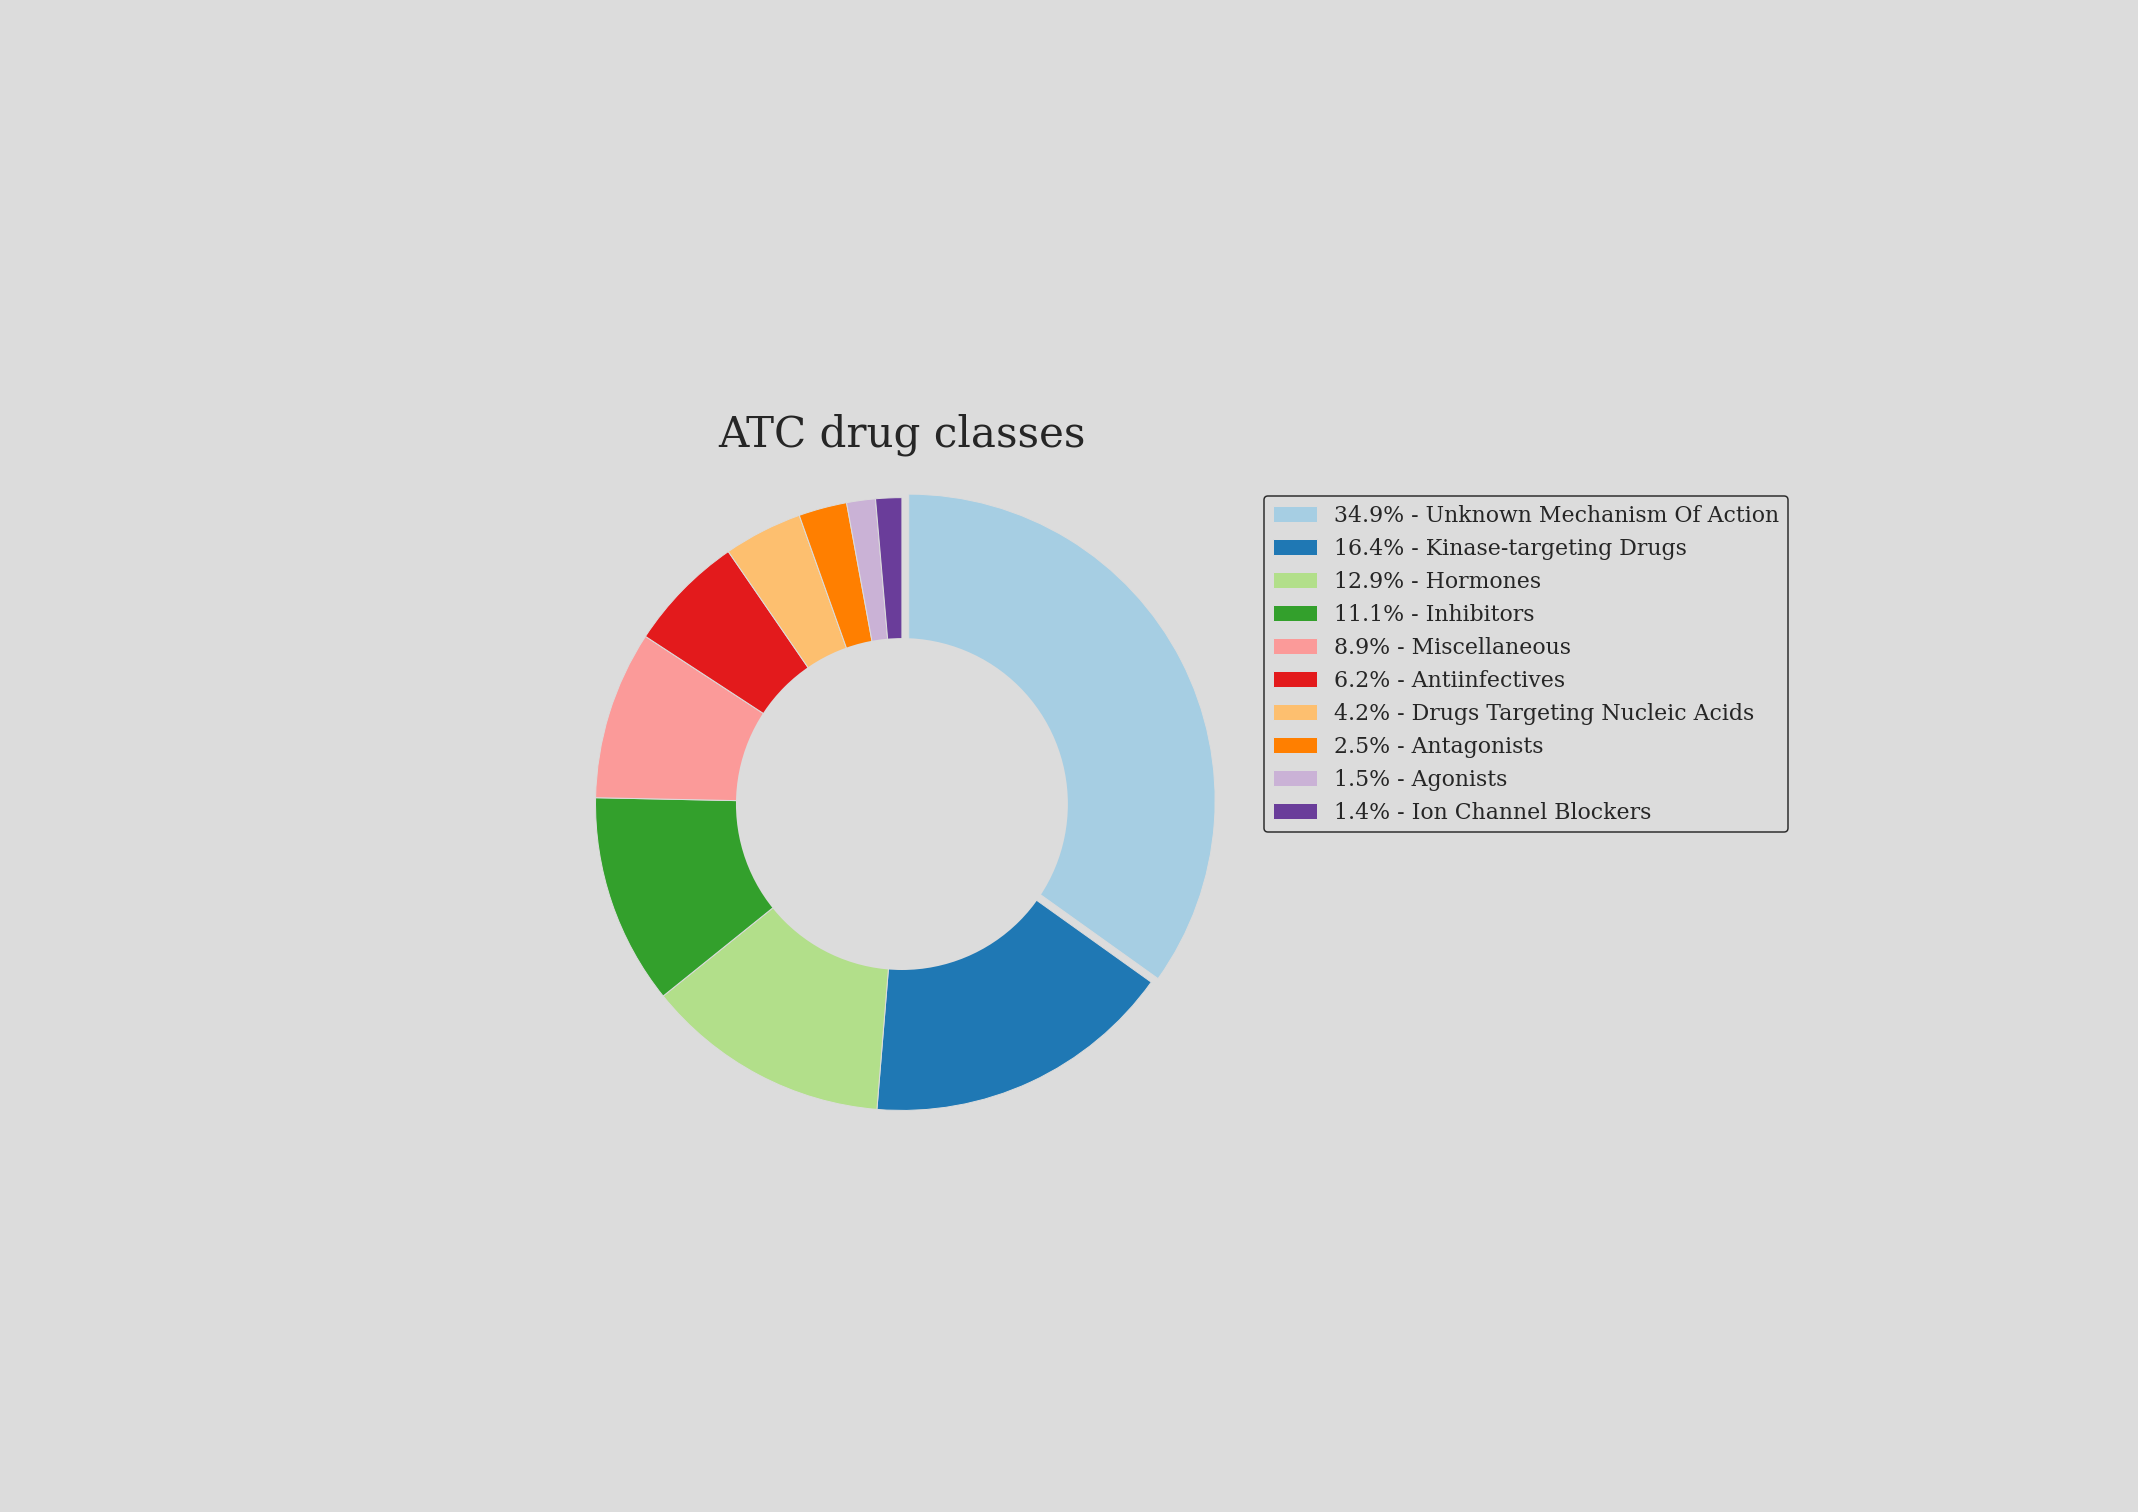 ATC drug classes
34.9% - Unknown Mechanism Of Action
16.4% - Kinase-targeting Drugs
12.9% - Hormones
11.1% - Inhibitors
8.9% - Miscellaneous
6.2% - Antiinfectives
4.2% - Drugs Targeting Nucleic Acids
2.5% - Antagonists
1.5% - Agonists
1.4% - Ion Channel Blockers